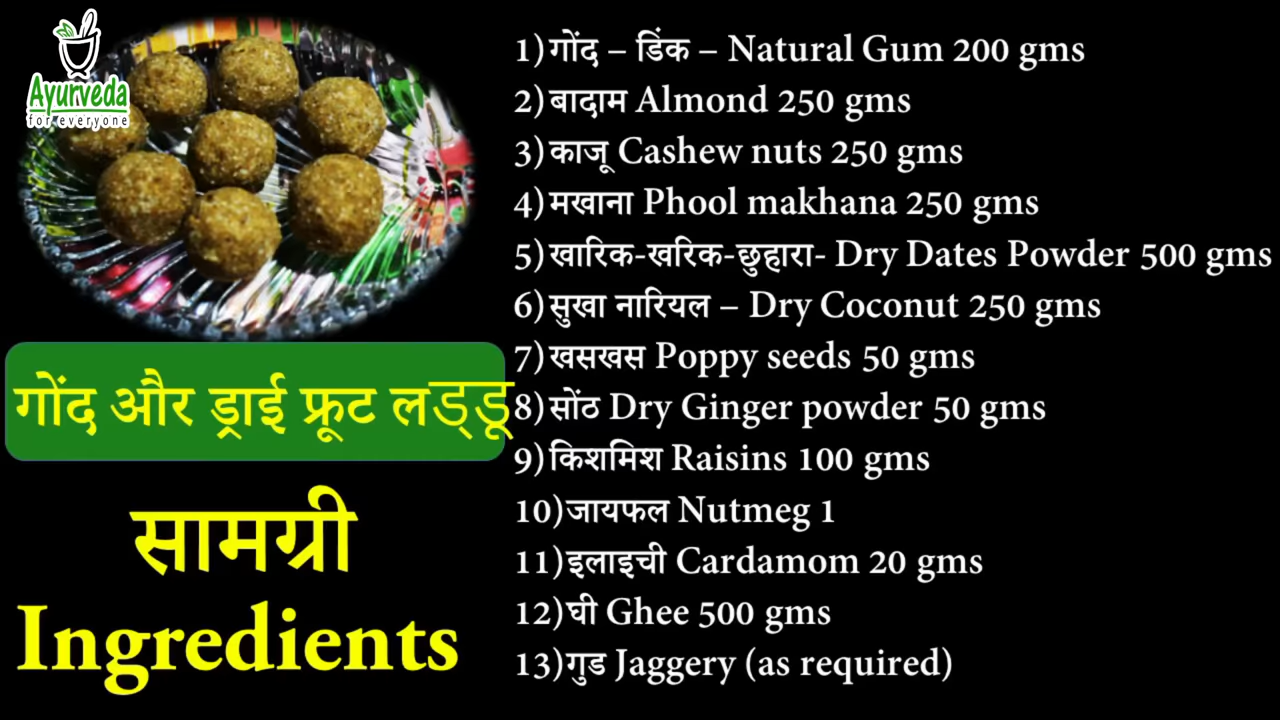 Ayurveda
for everyone
गोंद और ड्राई फ्रूट लड्डू
सामग्री
Ingredients
1)गोंद – डिंक – Natural Gum 200 gms
2)बादाम Almond 250 gms
3)काजू Cashew nuts 250 gms
4)मखाना Phool makhana 250 gms
5)खारिक-खरिक-छुहारा- Dry Dates Powder 500 gms
6)सुखा नारियल – Dry Coconut 250 gms
7)खसखस Poppy seeds 50 gms
8)सोंठ Dry Ginger powder 50 gms
9)किशमिश Raisins 100 gms
10)जायफल Nutmeg 1
11)इलाइची Cardamom 20 gms
12)घी Ghee 500 gms
13)गुड Jaggery (as required)